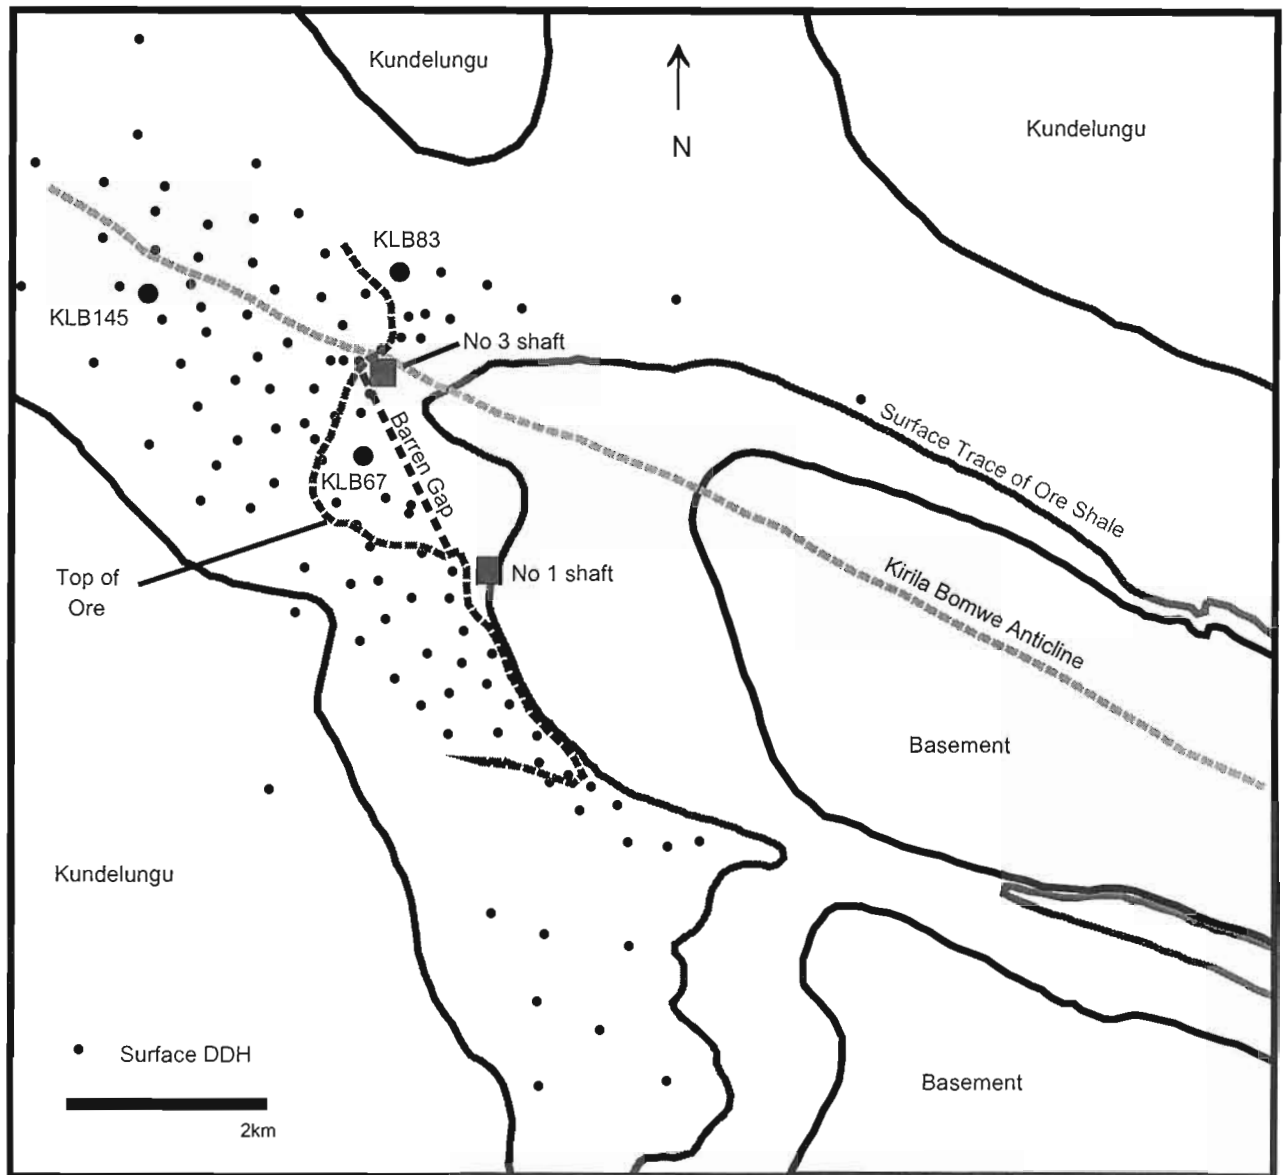 Kundelungu
Kundelungu
N
KLB83
KLB145
No 3 shaft
Barren Gap
Surface Trace of Ore Shale
KLB67
Top of
Ore
No 1 shaft
Kirila Bomwe Anticline
Basement
Kundelungu
Surface DDH
Basement
2km